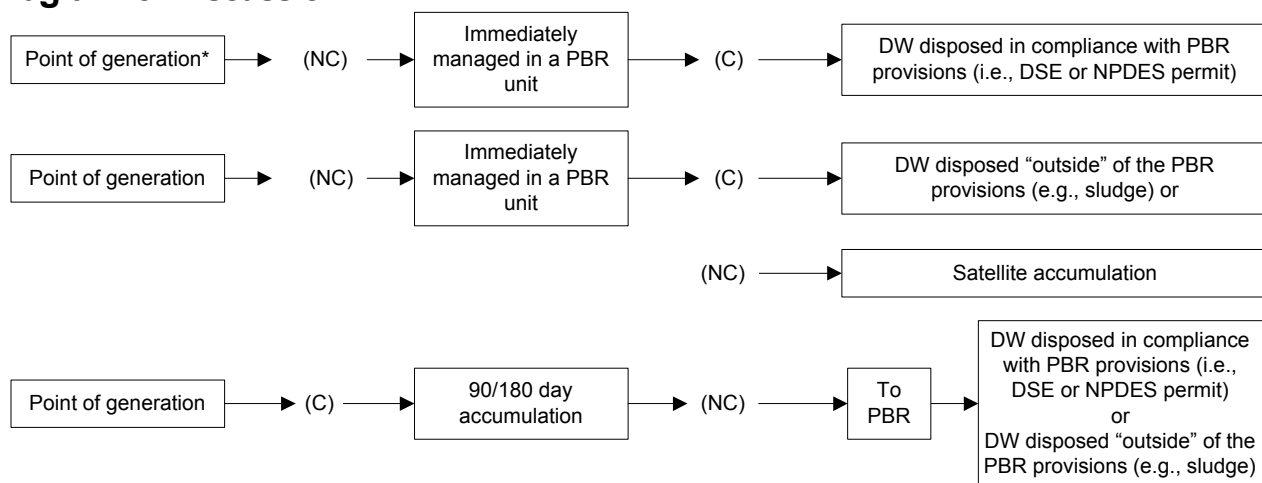 Point of generation*
(NC)
Immediately
managed in a PBR
unit
(C)
DW disposed in compliance with PBR
provisions (i.e., DSE or NPDES permit)
Point of generation
(NC)
Immediately
managed in a PBR
unit
(C)
DW disposed “outside” of the PBR
provisions (e.g., sludge) or
(NC)
Satellite accumulation
Point of generation
(C)
90/180 day
accumulation
(NC)
To
PBR
DW disposed in compliance
with PBR provisions (i.e.,
DSE or NPDES permit)
or
DW disposed “outside” of the
PBR provisions (e.g., sludge)